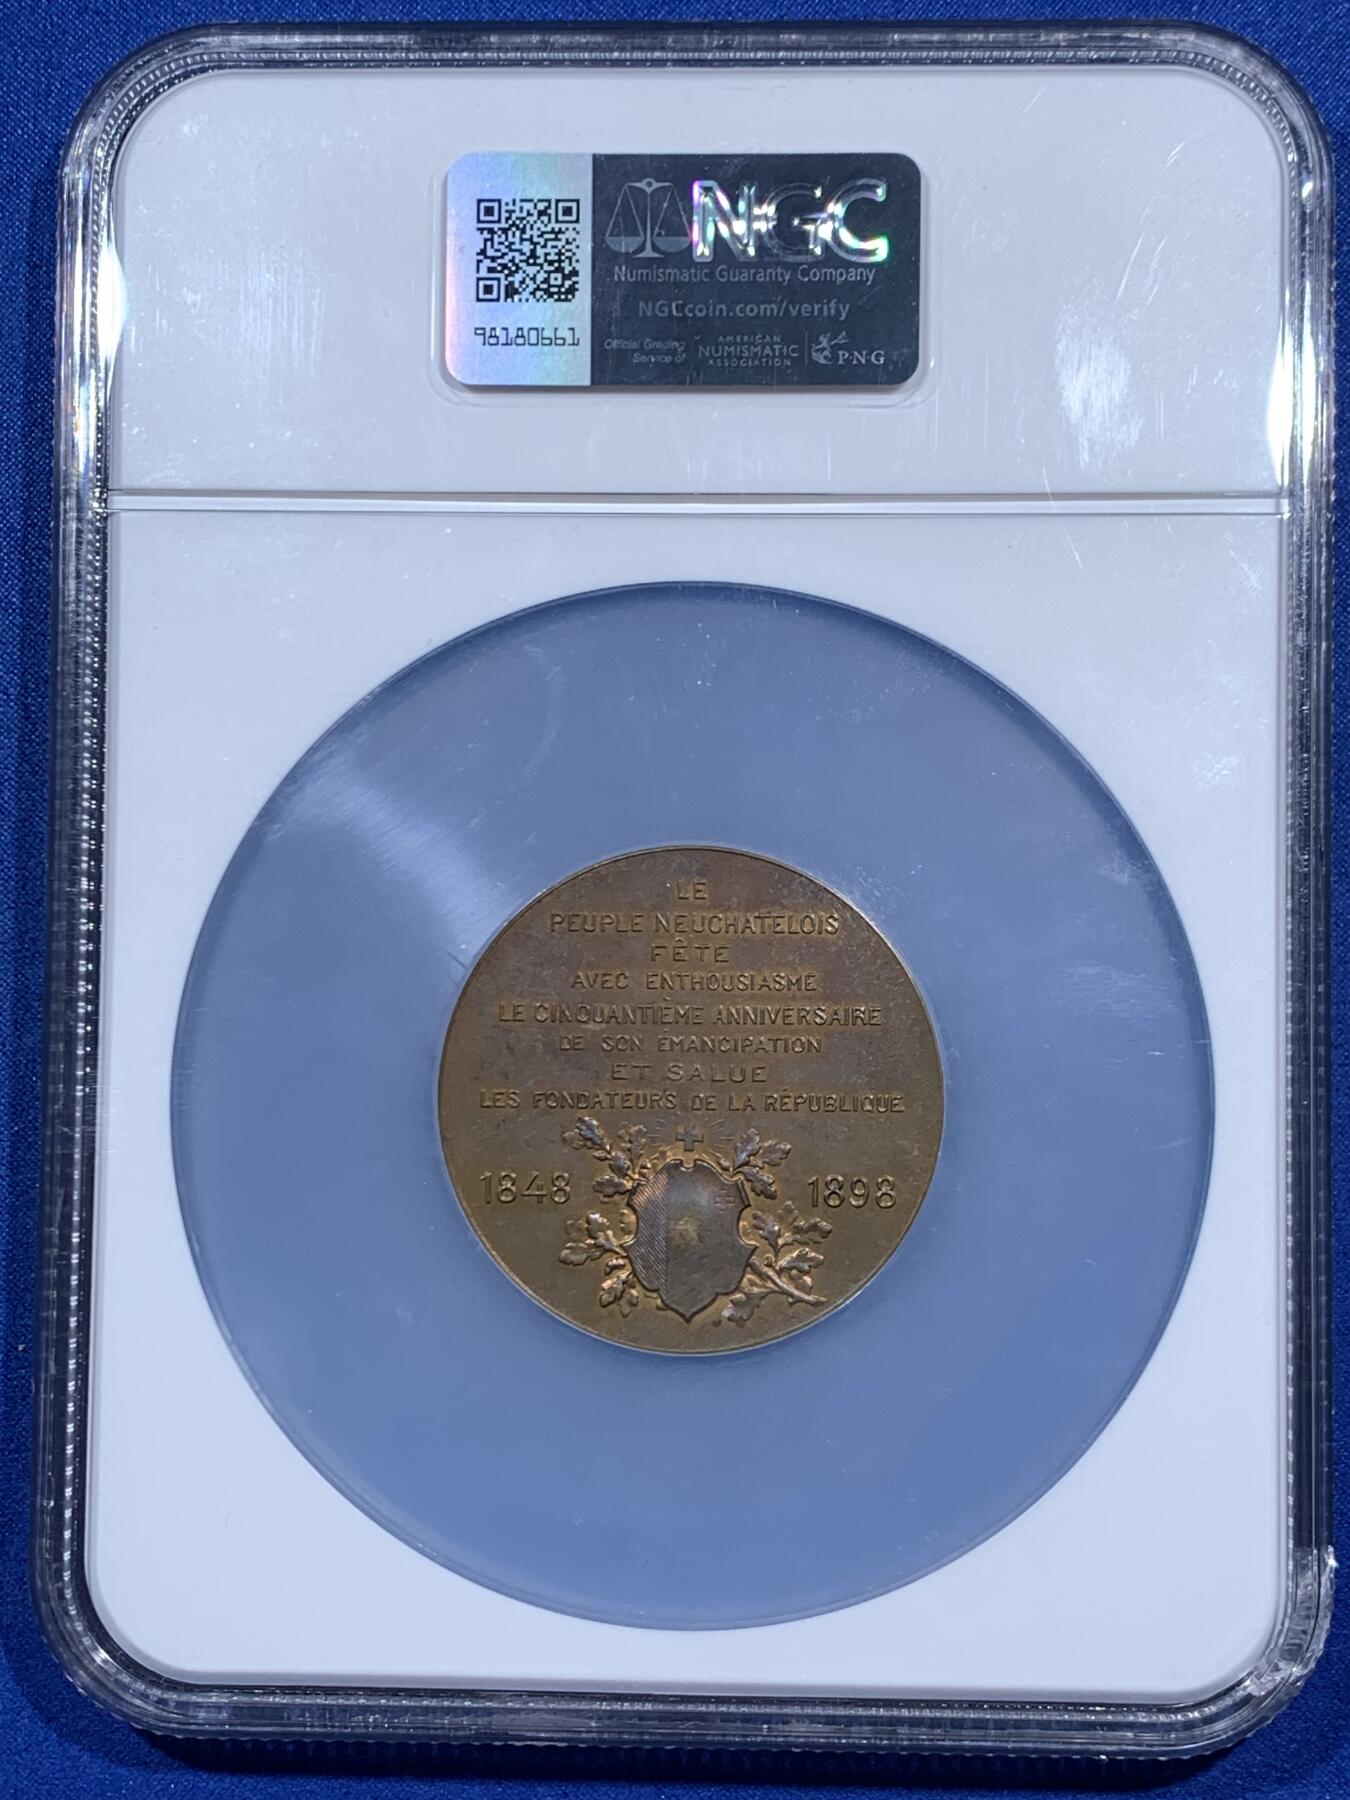 NGC
Numismatic Guaranty Company
NGCcoin.com/verify
98180661
Official Grading
Service of
AMERICAN
NUMISMATIC
ASSOCIATION
PNG
LE
PEUPLE NEUCHATELOIS
FÊTE
AVEC ENTHOUSIASME
LE CINQUANTIÈME ANNIVERSAIRE
DE SON ÉMANCIPATION
ET SALUE
LES FONDATEURS DE LA RÉPUBLIQUE
1848 1898